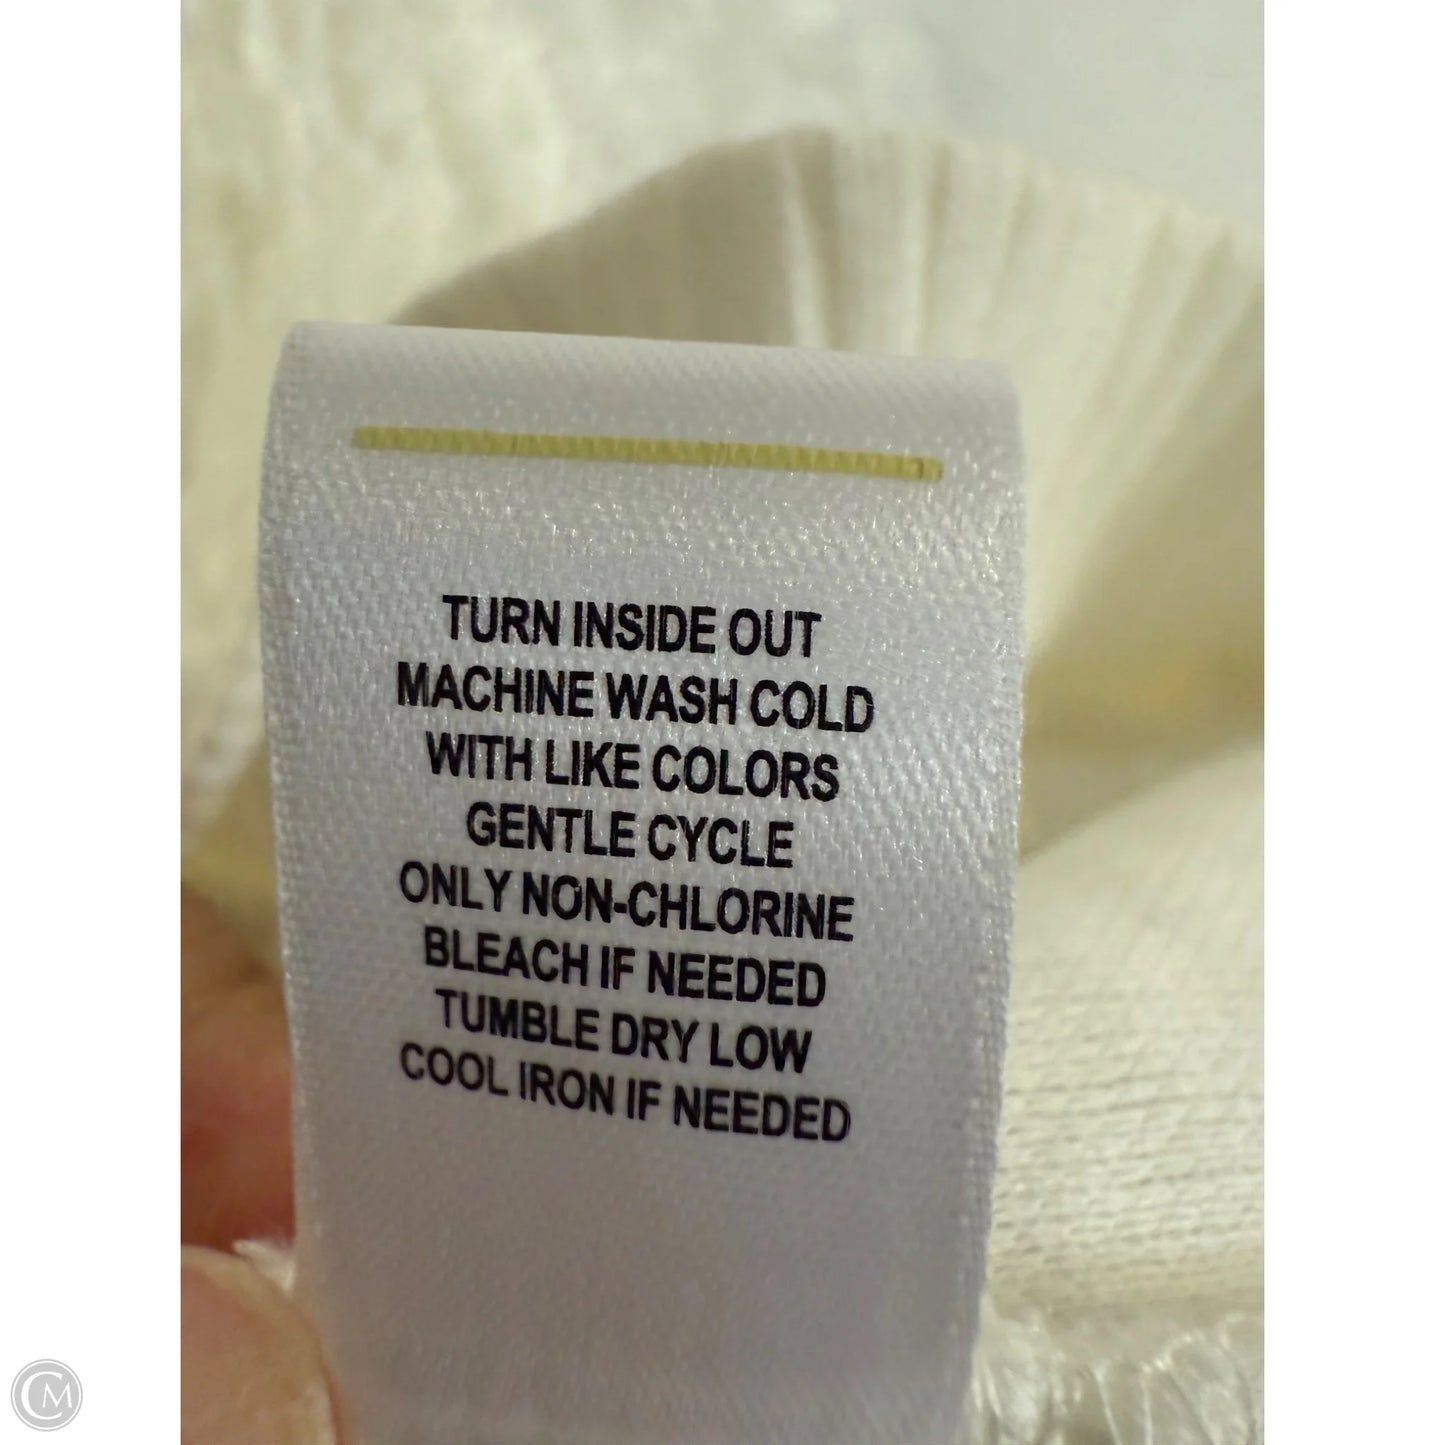 TURN INSIDE OUT
MACHINE WASH COLD
WITH LIKE COLORS
GENTLE CYCLE
ONLY NON-CHLORINE
BLEACH IF NEEDED
TUMBLE DRY LOW
COOL IRON IF NEEDED
CM